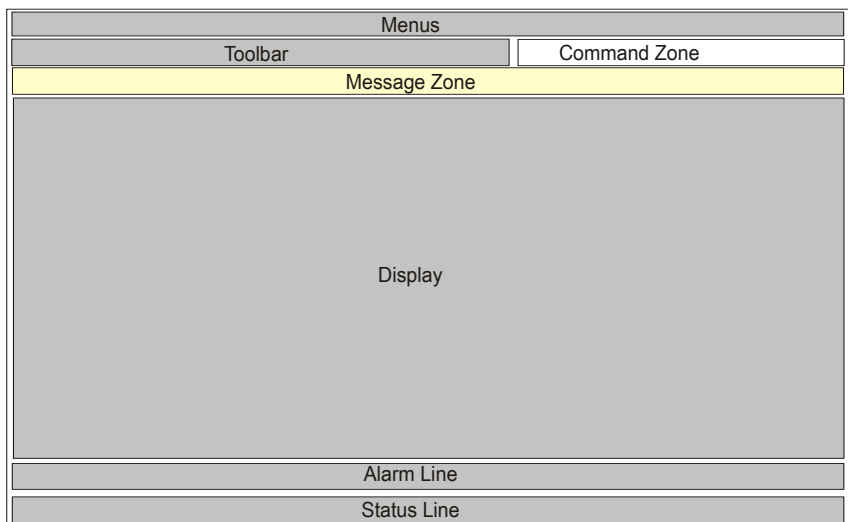 Menus
Toolbar Command Zone
Message Zone
Display
Alarm Line
Status Line